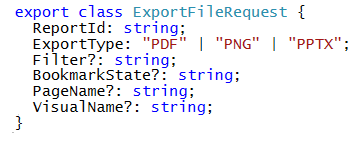 export class ExportFileRequest {
  ReportId: string;
  ExportType: "PDF" | "PNG" | "PPTX";
  Filter?: string;
  BookmarkState?: string;
  PageName?: string;
  VisualName?: string;
}